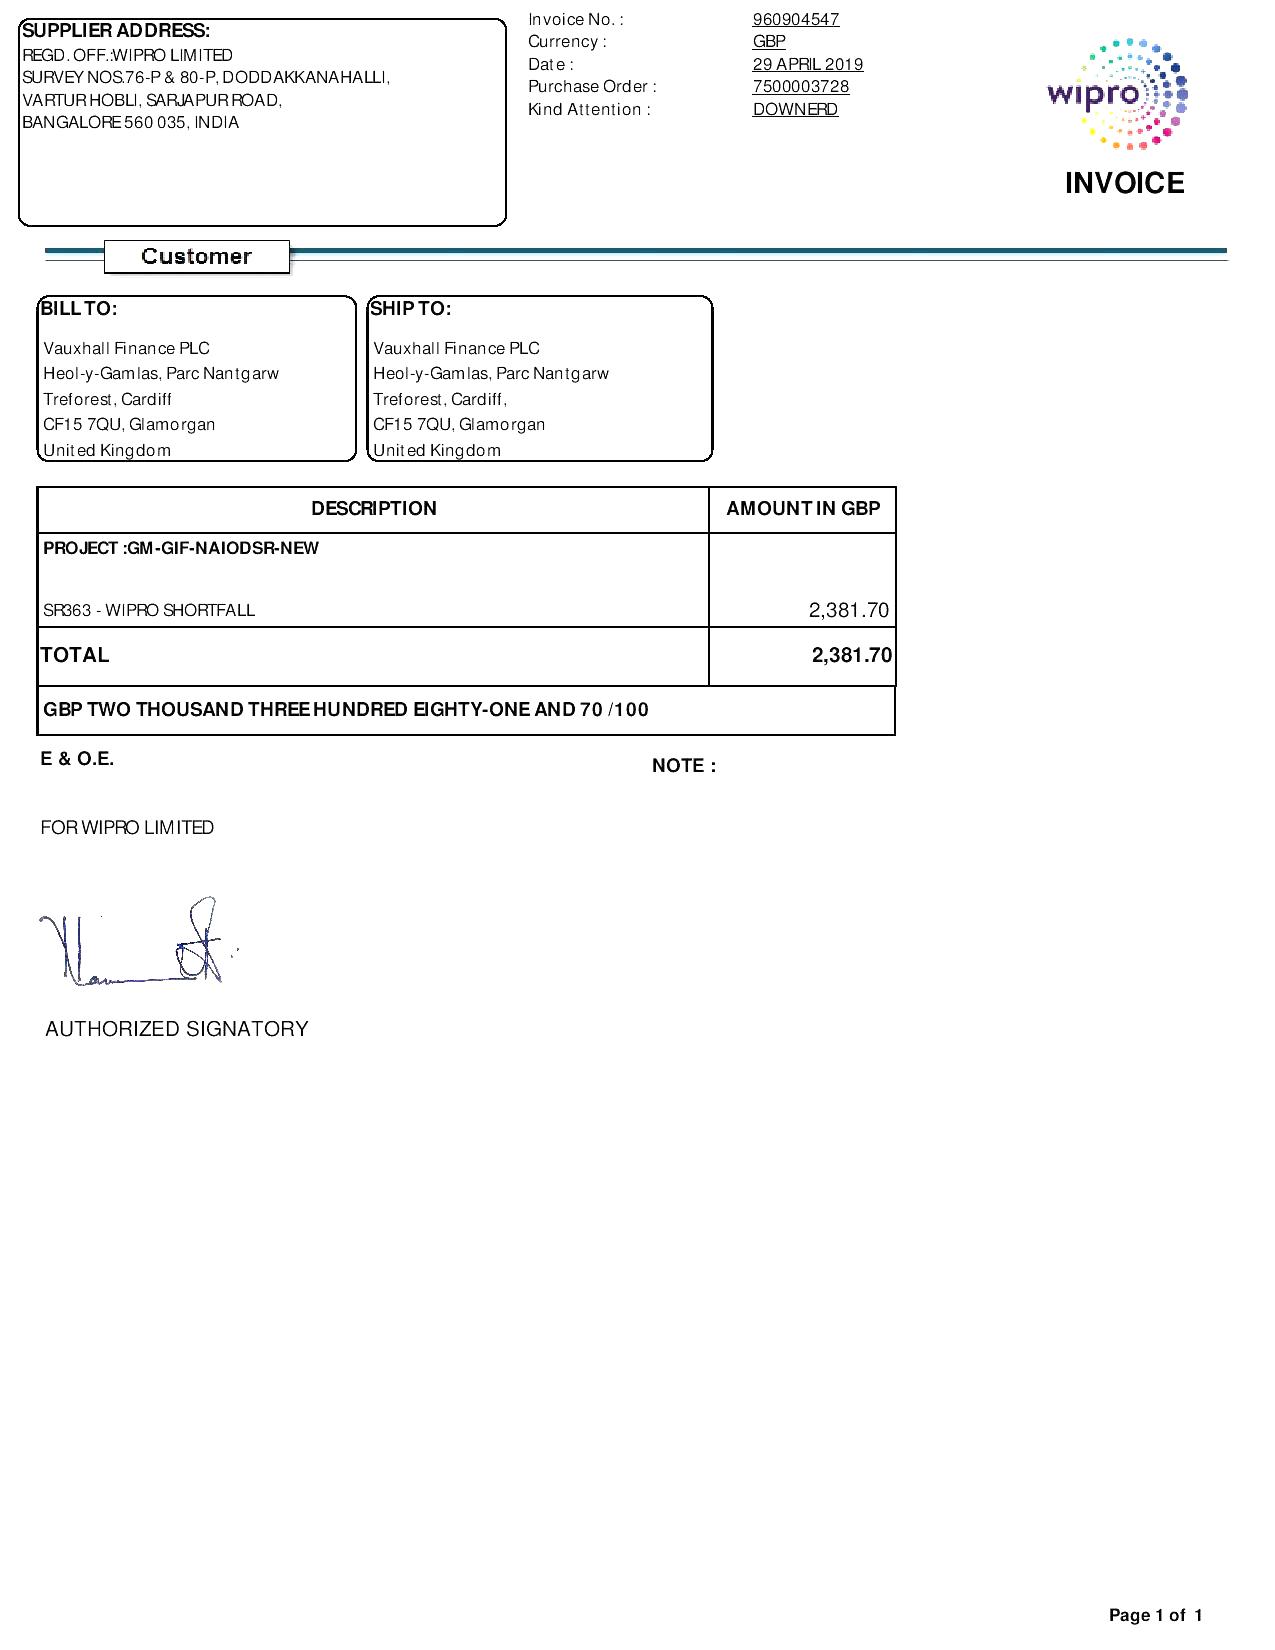 SUPPLIER ADDRESS:
REGD. OFF.:WIPRO LIMITED
SURVEY NOS.76-P & 80-P, DODDAKKANAHALLI,
VARTUR HOBLI, SARJAPUR ROAD,
BANGALORE 560 035, INDIA
Invoice No. : 960904547
Currency : GBP
Date : 29 APRIL 2019
Purchase Order : 7500003728
Kind Attention : DOWNERD
wipro
INVOICE
Customer
BILL TO:
Vauxhall Finance PLC
Heol-y-Gamlas, Parc Nantgarw
Treforest, Cardiff
CF15 7QU, Glamorgan
United Kingdom
SHIP TO:
Vauxhall Finance PLC
Heol-y-Gamlas, Parc Nantgarw
Treforest, Cardiff,
CF15 7QU, Glamorgan
United Kingdom
DESCRIPTION AMOUNT IN GBP
PROJECT :GM-GIF-NAIODSR-NEW
SR363 - WIPRO SHORTFALL 2,381.70
TOTAL 2,381.70
GBP TWO THOUSAND THREE HUNDRED EIGHTY-ONE AND 70 /100
E & O.E.
NOTE :
FOR WIPRO LIMITED
AUTHORIZED SIGNATORY
Page 1 of 1